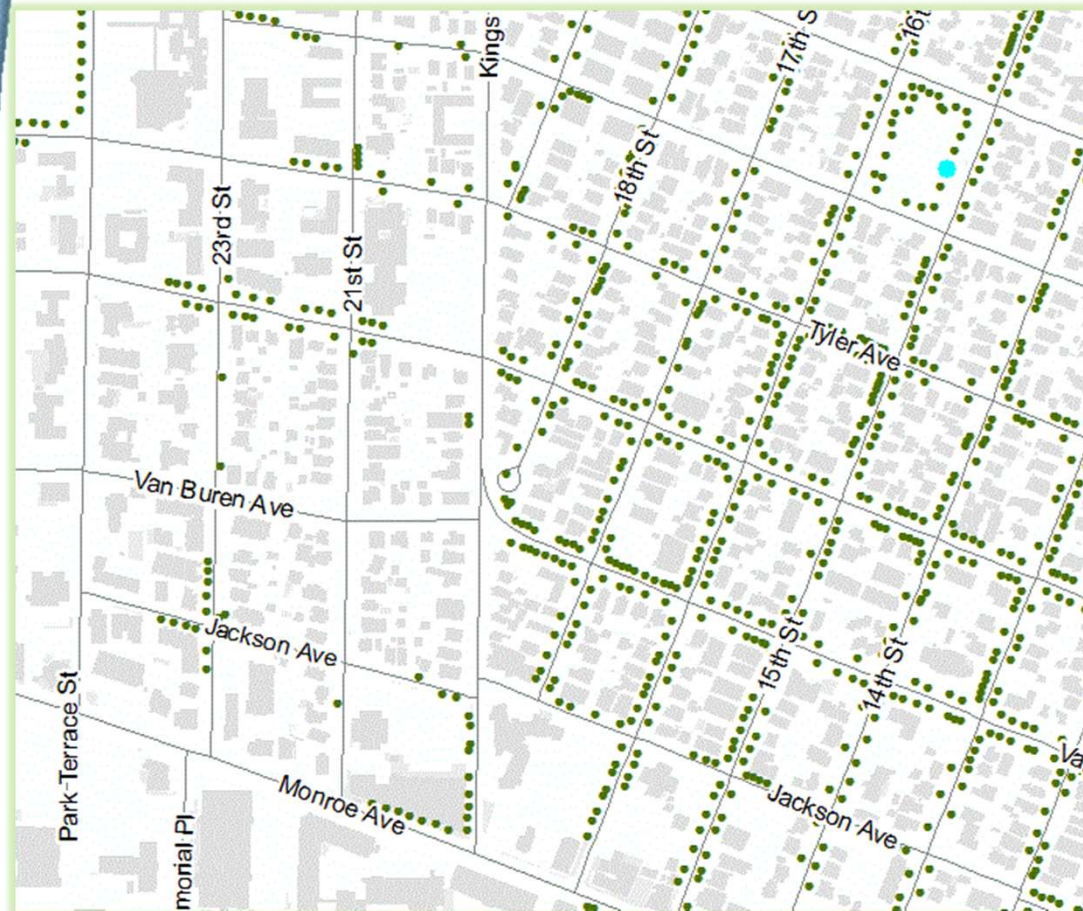 Kings
17th S
16t
18th St
23rd St
21st St
Tyler Ave
Van Buren Ave
Jackson Ave
15th St
14th St
Park Terrace St
Monroe Ave
Jackson Ave
Va
morial Pl